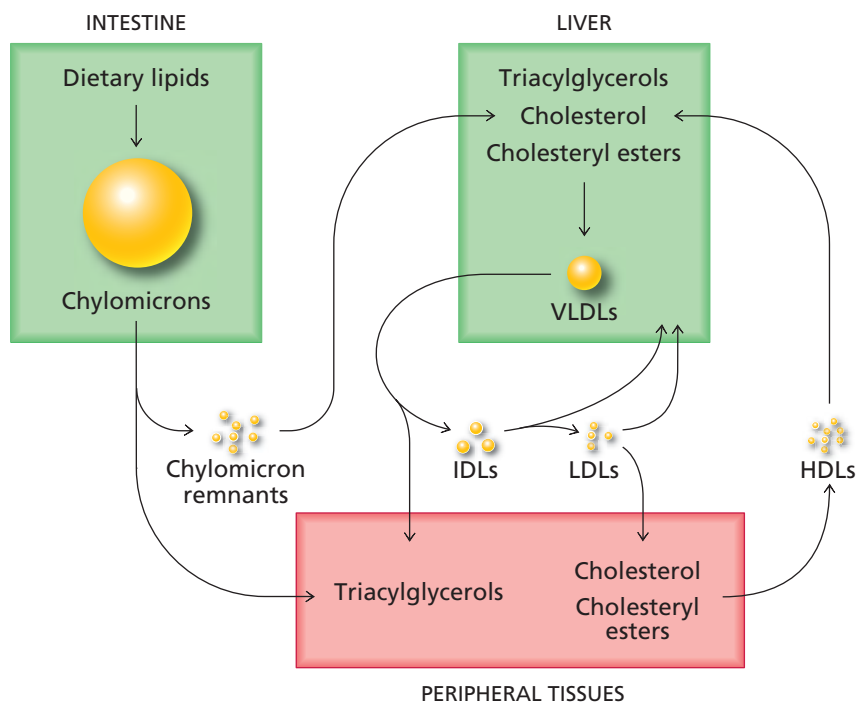 INTESTINE
Dietary lipids
Chylomicrons
LIVER
Triacylglycerols
Cholesterol
Cholesteryl esters
VLDLs
Chylomicron
remnants
IDLs
LDLs
HDLs
Triacylglycerols
Cholesterol
Cholesteryl
esters
PERIPHERAL TISSUES